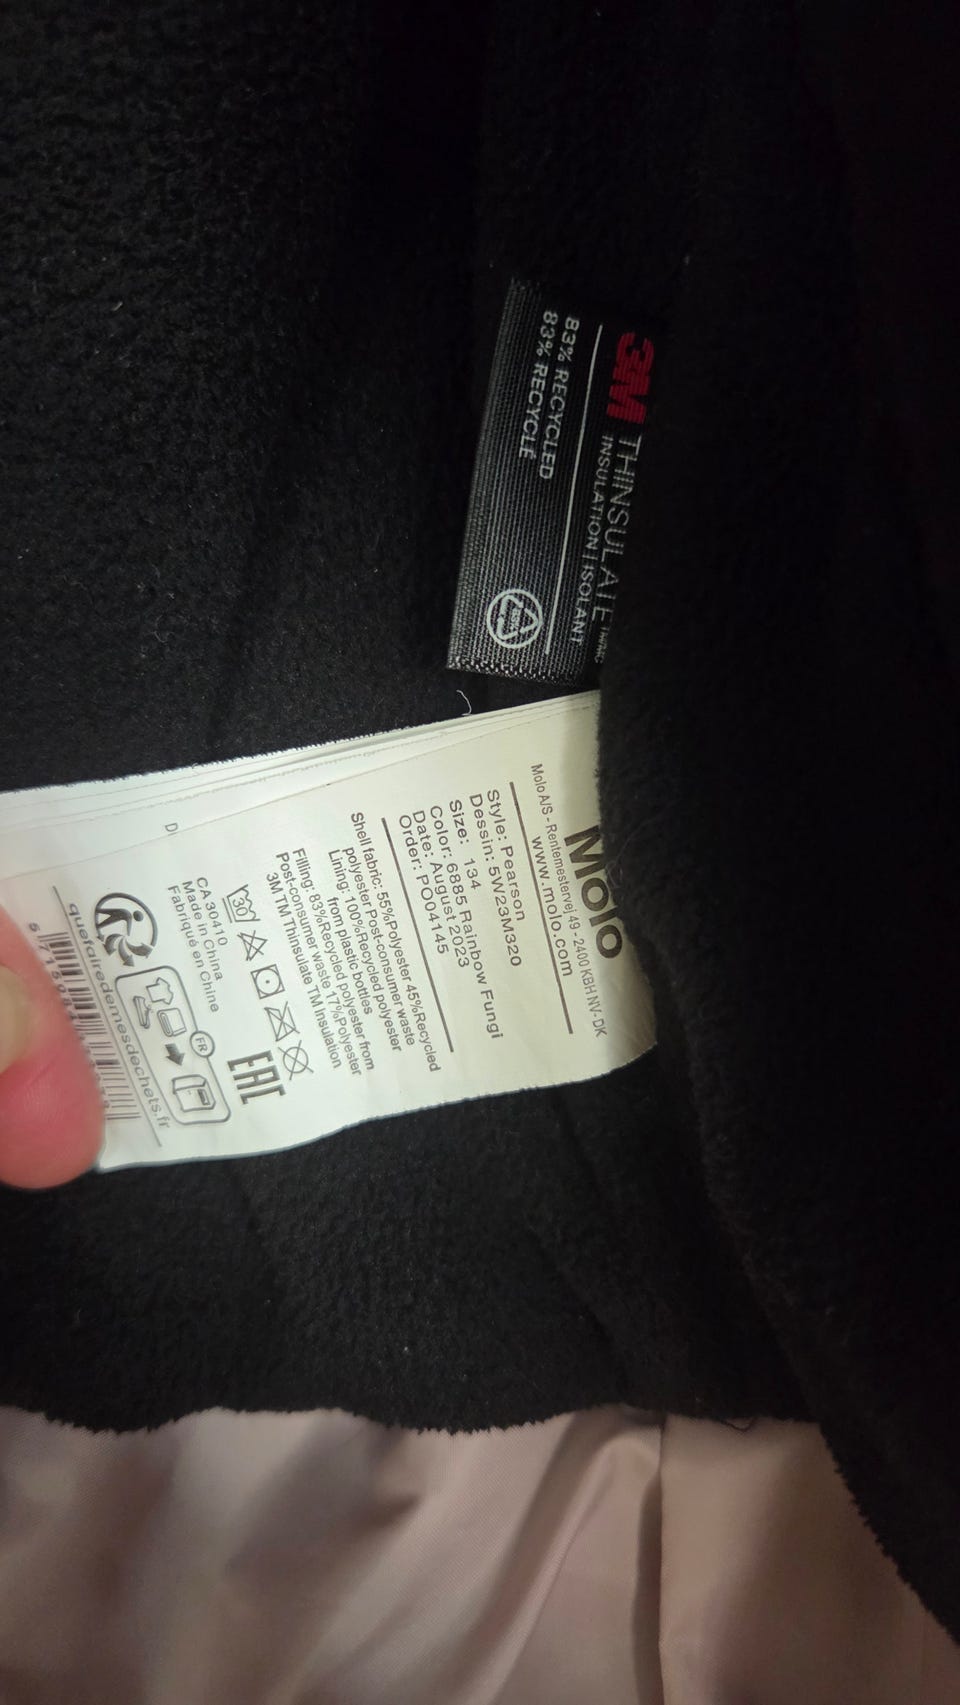 3M THINSULATE
INSULATION | ISOLANT
83% RECYCLED
83% RECYCLÉ
Molo
Molo A/S - Rentemestervej 49 - 2400 KBH NV- DK
www.molo.com
Style: Pearson
Dessin: 5W23M320
Size: 134
Color: 6885 Rainbow Fungi
Date: August 2023
Order: PO04145
Shell fabric: 55%Polyester 45%Recycled
polyester Post-consumer waste
Lining: 100%Recycled polyester
from plastic bottles
Filling: 83%Recycled polyester from
Post-consumer waste 17%Polyester
3M TM Thinsulate TM Insulation
30
EAC
CA 30410
Made in China
Fabriqué en Chine
FR
quefairedemesdechets.fr